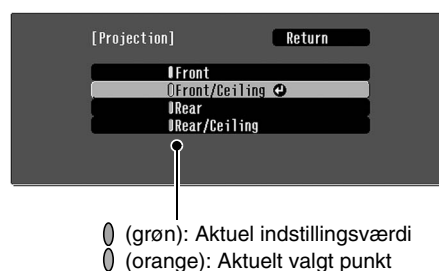 [Projection] Return
Front
Front/Ceiling
Rear
Rear/Ceiling
(grøn): Aktuel indstillingsværdi
(orange): Aktuelt valgt punkt